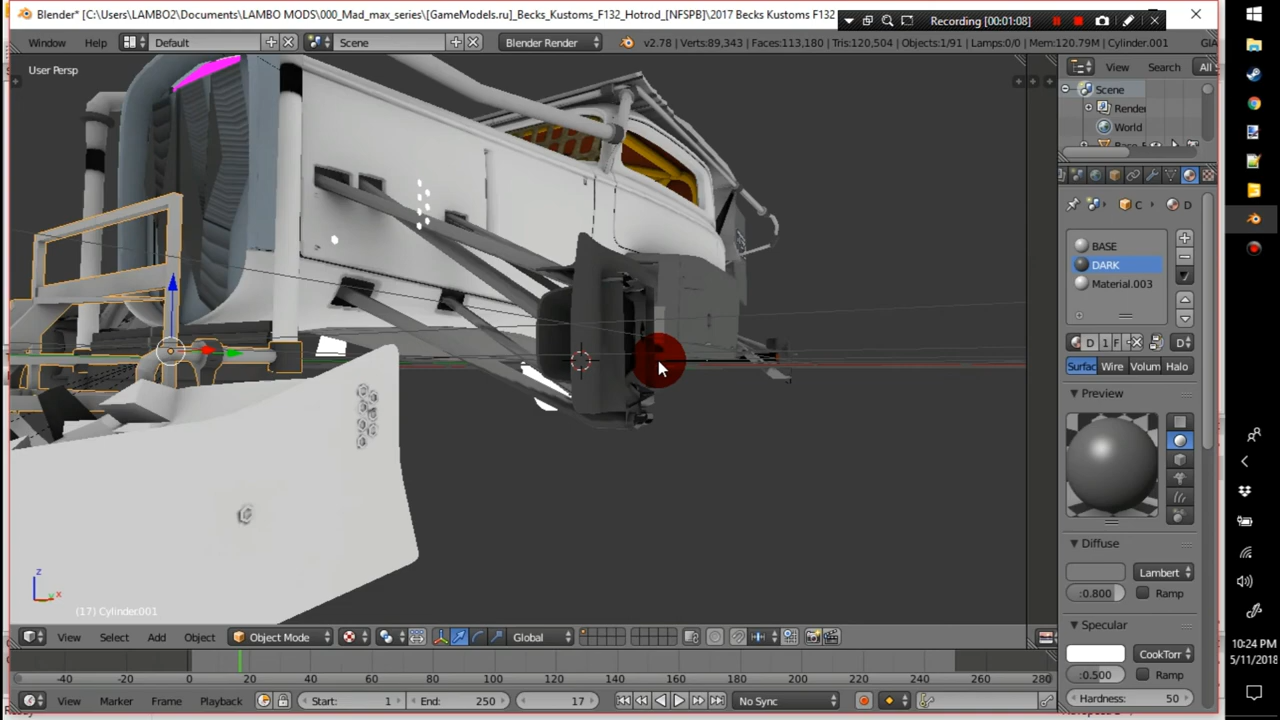 Blender* [C:\Users\LAMBO2\Documents\LAMBO MODS\000_Mad_max_series\[GameModels.ru]_Becks_Kustoms_F132_Hotrod_[NFSPB]\2017 Becks Kustoms F132
Recording [00:01:08]
Window Help Default Scene Blender Render v2.78 | Verts:89,343 | Faces:113,180 | Tris:120,504 | Objects:1/91 | Lamps:0/0 | Mem:120.79M | Cylinder.001
User Persp
View Search All
Scene
Render
World
C D
BASE
DARK
Material.003
D 1 F D
Surfac Wire Volum Halo
Preview
Diffuse
Lambert
:0.800 Ramp
Specular
CookTorr
:0.500 Ramp
Hardness: 50
z
x
(17) Cylinder001
View Select Add Object Object Mode Global
-40 -20 0 20 40 60 80 100 120 140 160 180 200 220 240 260 280
View Marker Frame Playback Start: 1 End: 250 17 No Sync
10:24 PM
5/11/2018